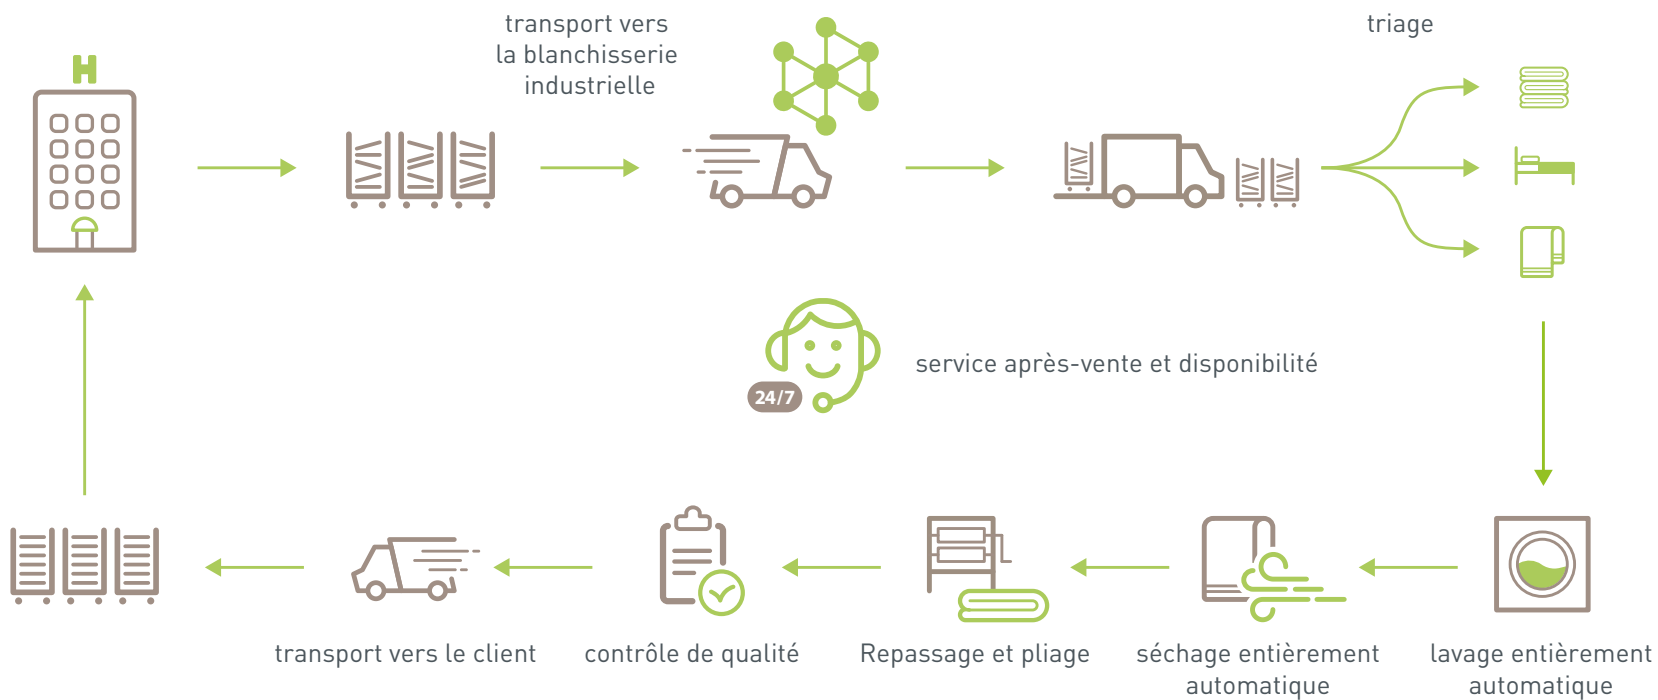 transport vers
la blanchisserie
industrielle
triage
H
service après-vente et disponibilité
24/7
transport vers le client
contrôle de qualité
Repassage et pliage
séchage entièrement
automatique
lavage entièrement
automatique